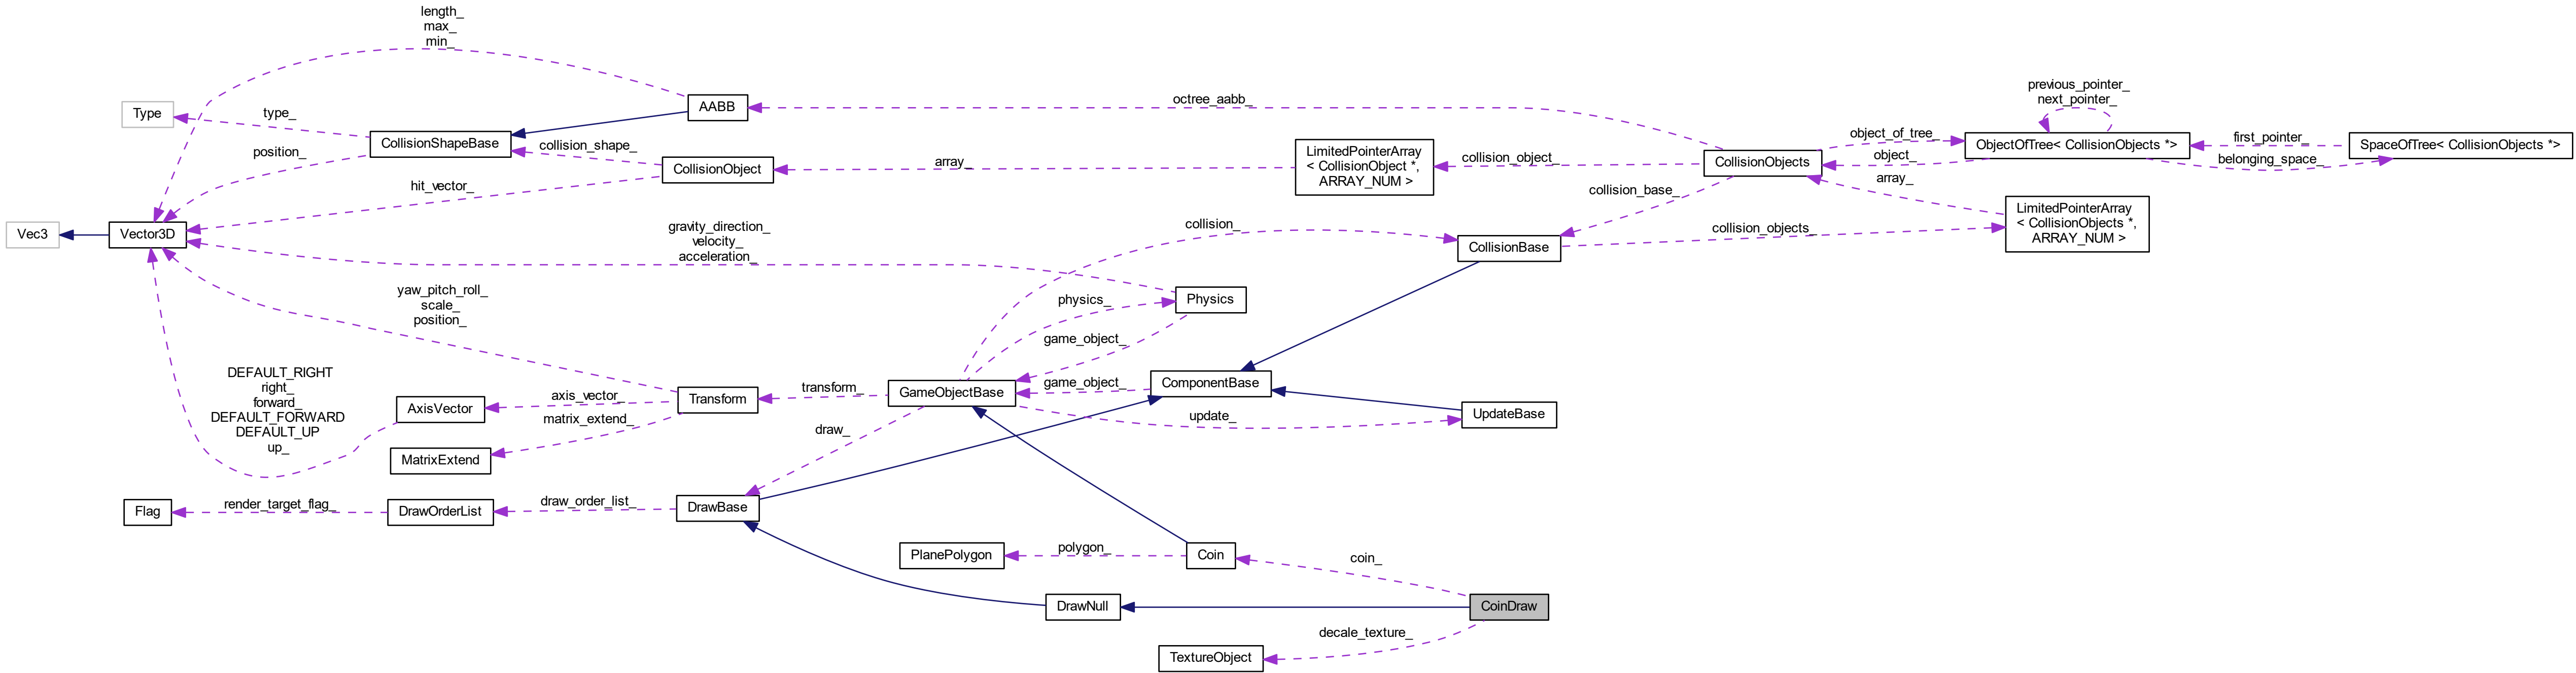 length_
max_
min_
Type
type_
AABB
octree_aabb_
previous_pointer_
next_pointer_
CollisionShapeBase
position_
collision_shape_
CollisionObject
array_
LimitedPointerArray
< CollisionObject *,
ARRAY_NUM >
collision_object_
CollisionObjects
object_of_tree_
object_
ObjectOfTree< CollisionObjects *>
first_pointer_
belonging_space_
SpaceOfTree< CollisionObjects *>
hit_vector_
collision_base_
array_
LimitedPointerArray
< CollisionObjects *,
ARRAY_NUM >
Vec3
Vector3D
gravity_direction_
velocity_
acceleration_
collision_
CollisionBase
collision_objects_
yaw_pitch_roll_
scale_
position_
physics_
Physics
game_object_
DEFAULT_RIGHT
right_
forward_
DEFAULT_FORWARD
DEFAULT_UP
up_
AxisVector
axis_vector_
matrix_extend_
Transform
transform_
GameObjectBase
game_object_
ComponentBase
update_
UpdateBase
MatrixExtend
draw_
Flag
render_target_flag_
DrawOrderList
draw_order_list_
DrawBase
PlanePolygon
polygon_
Coin
coin_
DrawNull
CoinDraw
decale_texture_
TextureObject